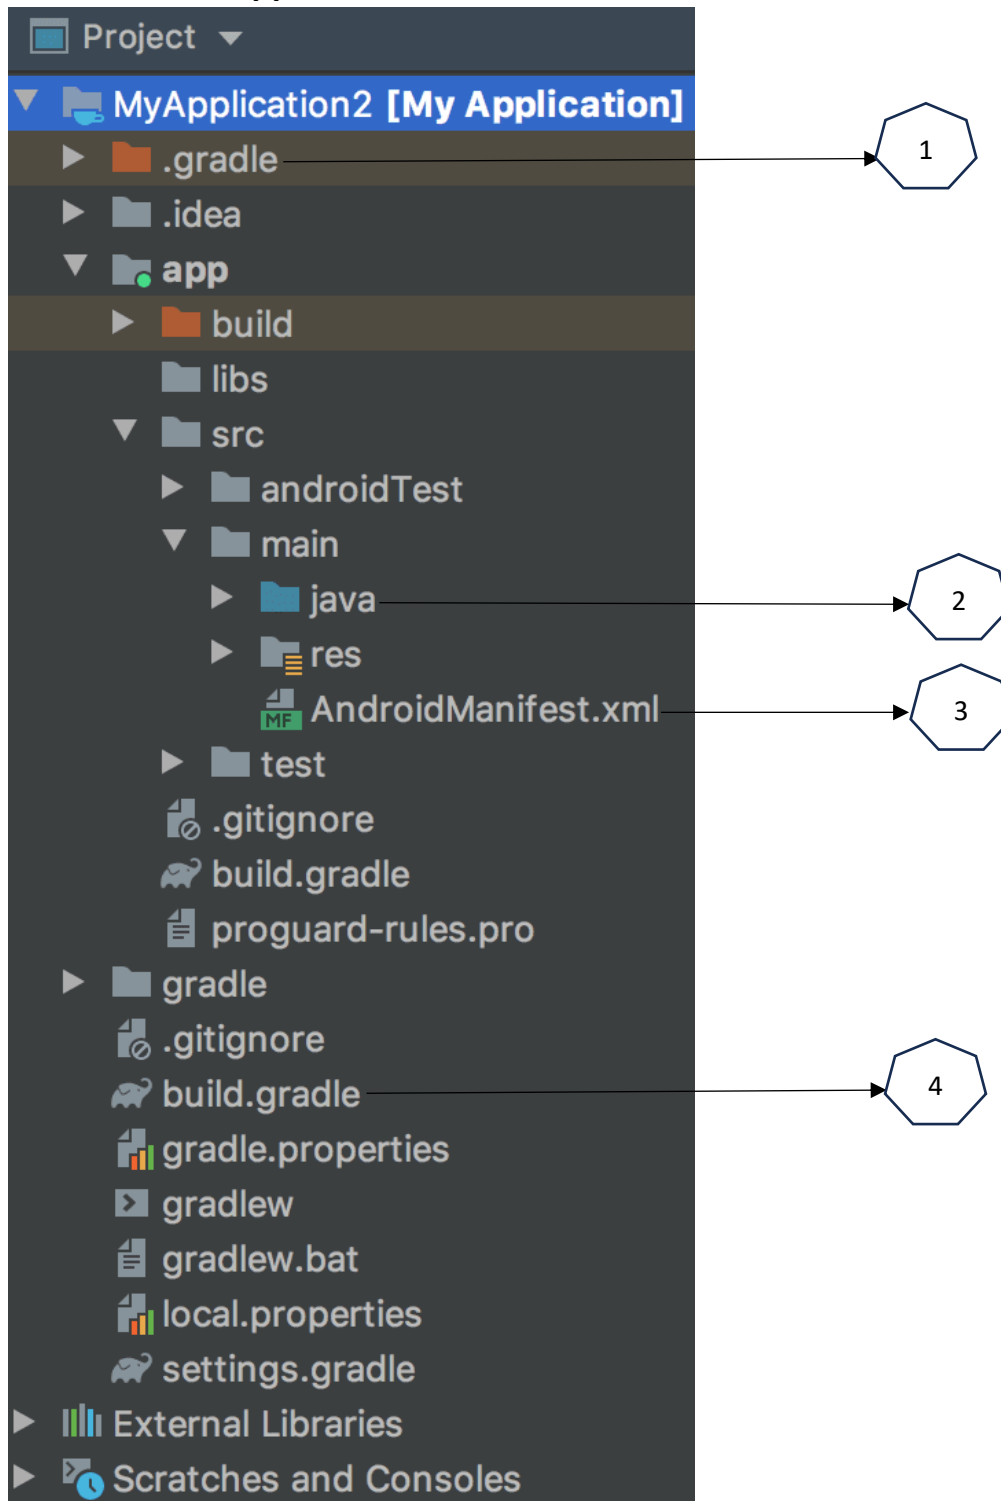 Project
MyApplication2 [My Application]
.gradle
1
.idea
app
build
libs
src
androidTest
main
java
2
res
MF AndroidManifest.xml
3
test
.gitignore
build.gradle
proguard-rules.pro
gradle
.gitignore
build.gradle
4
gradle.properties
gradlew
gradlew.bat
local.properties
settings.gradle
External Libraries
Scratches and Consoles